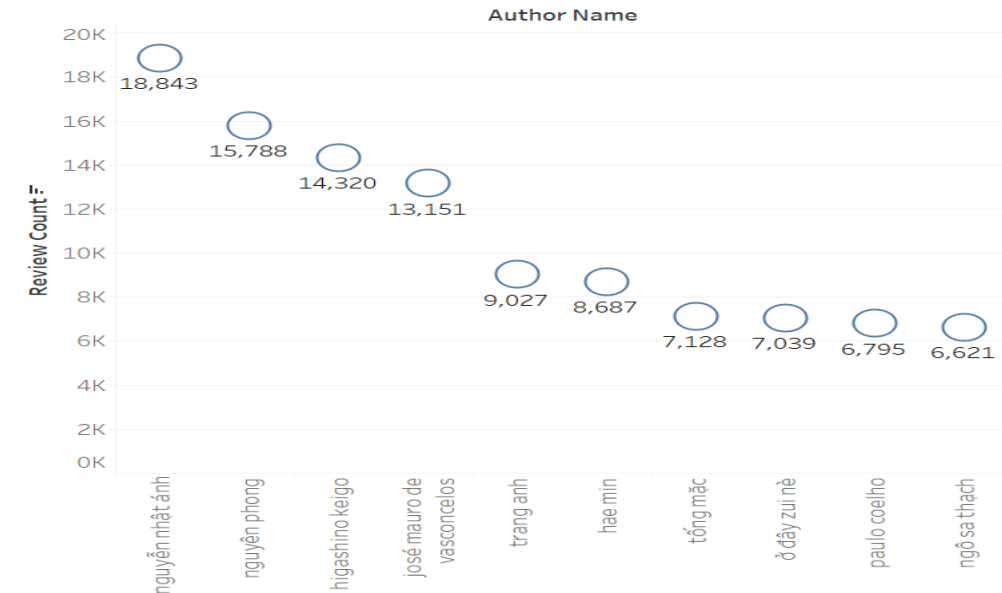 Author Name
20K
18K
16K
14K
12K
10K
8K
6K
4K
2K
0K
Review Count
18,843
15,788
14,320
13,151
9,027
8,687
7,128
7,039
6,795
6,621
nguyễn nhật ánh
nguyên phong
higashino keigo
josé mauro de
vasconcelos
trang anh
hae min
tống mặc
ở đây zui nè
paulo coelho
ngô sa thạch